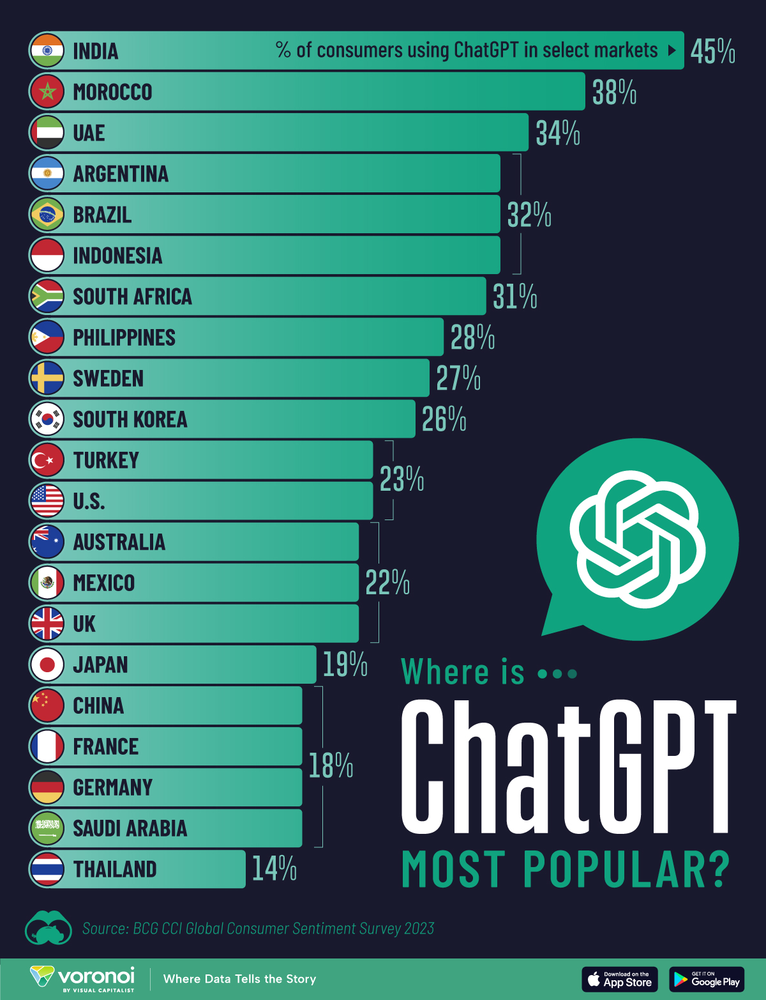 INDIA
% of consumers using ChatGPT in select markets
45%
MOROCCO
38%
UAE
34%
ARGENTINA
BRAZIL
32%
INDONESIA
SOUTH AFRICA
31%
PHILIPPINES
28%
SWEDEN
27%
SOUTH KOREA
26%
TURKEY
23%
U.S.
AUSTRALIA
MEXICO
22%
UK
JAPAN
19%
CHINA
FRANCE
18%
GERMANY
SAUDI ARABIA
THAILAND
14%
Where is
ChatGPT
MOST POPULAR?
Source: BCG CCI Global Consumer Sentiment Survey 2023
voronoi
BY VISUAL CAPITALIST
Where Data Tells the Story
Download on the
App Store
GET IT ON
Google Play